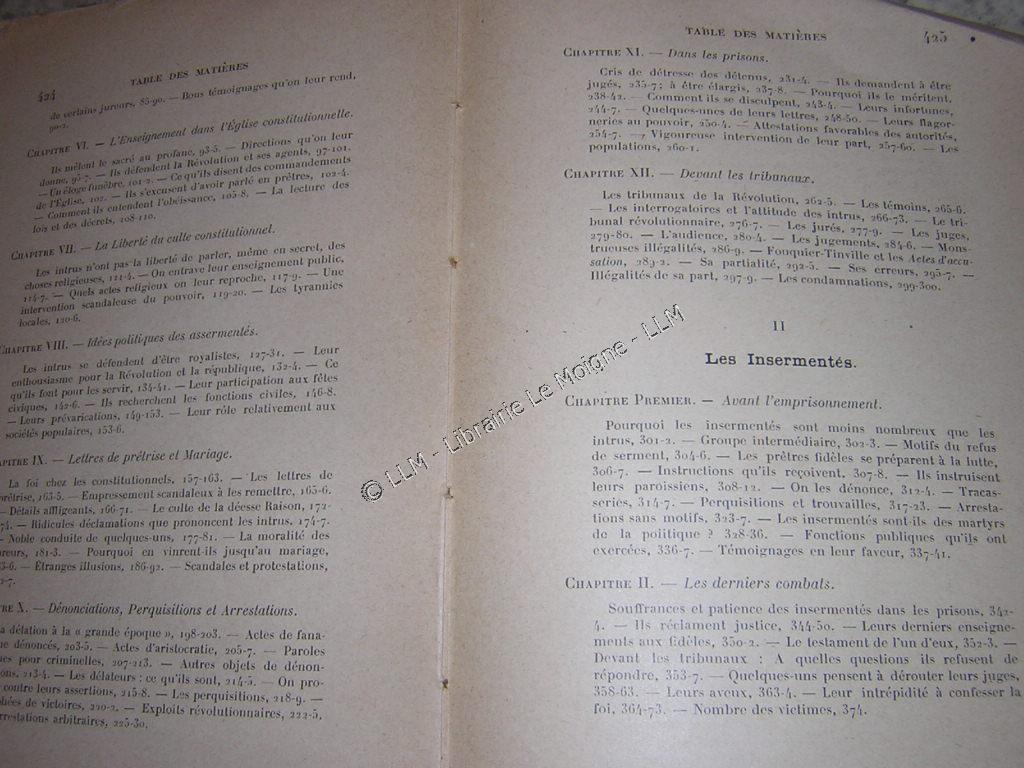 424
TABLE DES MATIÈRES
de certains jureurs, 85-90. — Bons témoignages qu'on leur rend,
90-2.
CHAPITRE VI. — L'Enseignement dans l'Église constitutionnelle.
Ils mêlent le sacré au profane, 93-5. — Directions qu'on leur
donne, 95-7. — Ils défendent la Révolution et ses agents, 97-101.
— Un éloge funèbre, 101-2. — Ce qu'ils disent des commandements
de l'Église, 102. — Ils s'excusent d'avoir parlé en prêtres, 102-4.
— Comment ils entendent l'obéissance, 105-8. — La lecture des
lois et des décrets, 108-110.
CHAPITRE VII. — La Liberté du culte constitutionnel.
Les intrus n'ont pas la liberté de parler, même en secret, des
choses religieuses, 111-4. — On entrave leur enseignement public,
114-7. — Quels actes religieux on leur reproche, 117-9. — Une
intervention scandaleuse du pouvoir, 119-20. — Les tyrannies
locales, 120-6.
CHAPITRE VIII. — Idées politiques des assermentés.
Les intrus se défendent d'être royalistes, 127-31. — Leur
enthousiasme pour la Révolution et la république, 132-4. — Ce
qu'ils font pour les servir, 134-41. — Leur participation aux fêtes
civiques, 142-6. — Ils recherchent les fonctions civiles, 146-8.
— Leurs prévarications, 149-153. — Leur rôle relativement aux
sociétés populaires, 153-6.
APITRE IX. — Lettres de prêtrise et Mariage.
La foi chez les constitutionnels, 157-163. — Les lettres de
prêtrise, 163-5. — Empressement scandaleux à les remettre, 165-6.
— Détails affligeants, 166-71. — Le culte de la déesse Raison, 172-
74. — Ridicules déclamations que prononcent les intrus, 174-7.
— Noble conduite de quelques-uns, 177-81. — La moralité des
reurs, 181-3. — Pourquoi en vinrent-ils jusqu'au mariage,
3-6. — Étranges illusions, 186-92. — Scandales et protestations,
2-7.
TRE X. — Dénonciations, Perquisitions et Arrestations.
a délation à la « grande époque », 198-203. — Actes de fana-
ne dénoncés, 203-5. — Actes d'aristocratie, 205-7. — Paroles
ues pour criminelles, 207-213. — Autres objets de dénon-
ons, 213-4. — Les délateurs : ce qu'ils sont, 214-5. — On pro-
contre leurs assertions, 215-8. — Les perquisitions, 218-9. —
hées de victoires, 220-2. — Exploits révolutionnaires, 222-5.
rrestations arbitraires, 225-30.
TABLE DES MATIÈRES
425
CHAPITRE XI. — Dans les prisons.
Cris de détresse des détenus, 231-4. — Ils demandent à être
jugés, 235-7; à être élargis, 237-8. — Pourquoi ils le méritent,
238-42. — Comment ils se disculpent, 243-4. — Leurs infortunes,
244-7. — Quelques-unes de leurs lettres, 248-50. — Leurs flagor-
neries au pouvoir, 250-4. — Attestations favorables des autorités,
254-7. — Vigoureuse intervention de leur part, 257-60. — Les
populations, 260-1.
CHAPITRE XII. — Devant les tribunaux.
Les tribunaux de la Révolution, 262-5. — Les témoins, 265-6.
— Les interrogatoires et l'attitude des intrus, 266-73. — Le tri-
bunal révolutionnaire, 276-7. — Les jurés, 277-9. — Les juges,
279-80. — L'audience, 280-4. — Les jugements, 284-6. — Mons-
trueuses illégalités, 286-9. — Fouquier-Tinville et les Actes d'accu-
sation, 289-2. — Sa partialité, 292-5. — Ses erreurs, 295-7. —
Illégalités de sa part, 297-9. — Les condamnations, 299-300.
II
Les Insermentés.
CHAPITRE PREMIER. — Avant l'emprisonnement.
Pourquoi les insermentés sont moins nombreux que les
intrus, 301-2. — Groupe intermédiaire, 302-3. — Motifs du refus
de serment, 304-6. — Les prêtres fidèles se préparent à la lutte,
306-7. — Instructions qu'ils reçoivent, 307-8. — Ils instruisent
leurs paroissiens, 308-12. — On les dénonce, 312-4. — Tracas-
series, 314-7. — Perquisitions et trouvailles, 317-23. — Arresta-
tions sans motifs, 323-7. — Les insermentés sont-ils des martyrs
de la politique ? 328-36. — Fonctions publiques qu'ils ont
exercées, 336-7. — Témoignages en leur faveur, 337-41.
CHAPITRE II. — Les derniers combats.
Souffrances et patience des insermentés dans les prisons, 342-
4. — Ils réclament justice, 344-50. — Leurs derniers enseigne-
ments aux fidèles, 350-2. — Le testament de l'un d'eux, 352-3. —
Devant les tribunaux : A quelles questions ils refusent de
répondre, 353-7. — Quelques-uns pensent à dérouter leurs juges,
358-63. — Leurs aveux, 363-4. — Leur intrépidité à confesser la
foi, 364-73. — Nombre des victimes, 374.
© LLM - Librairie Le Moigne - LLM